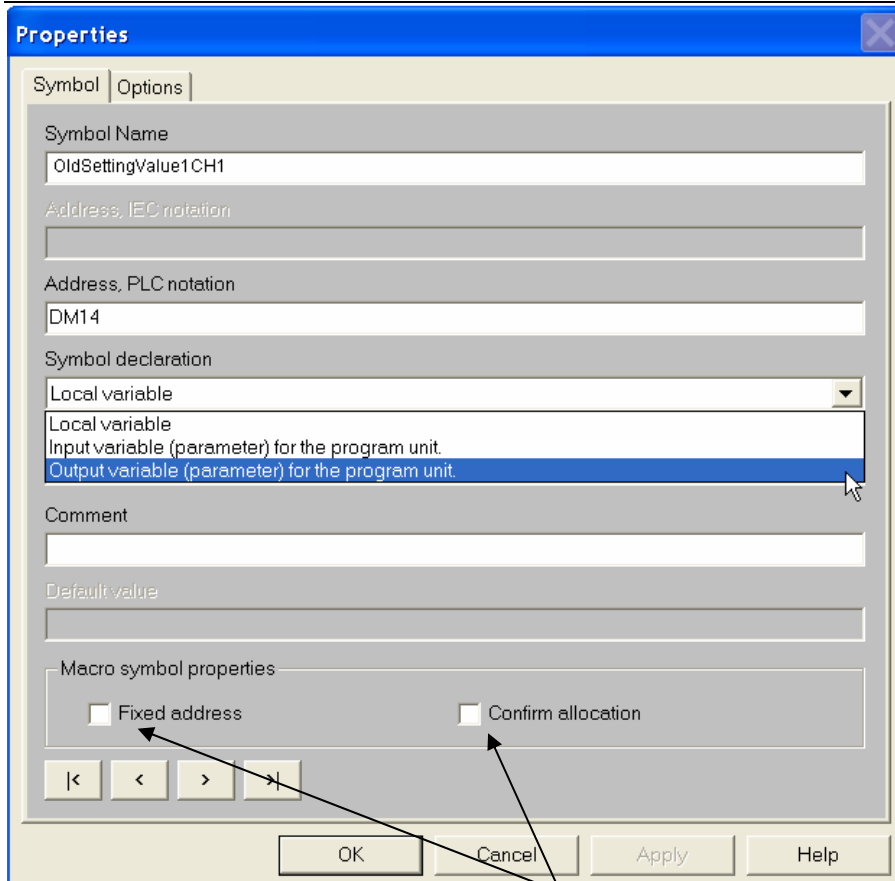 Properties
Symbol Options
Symbol Name
OldSettingValue1CH1
Address, IEC notation
Address, PLC notation
DM14
Symbol declaration
Local variable
Local variable
Input variable (parameter) for the program unit.
Output variable (parameter) for the program unit.
Comment
Default value
Macro symbol properties
Fixed address Confirm allocation
|< < > >|
OK Cancel Apply Help